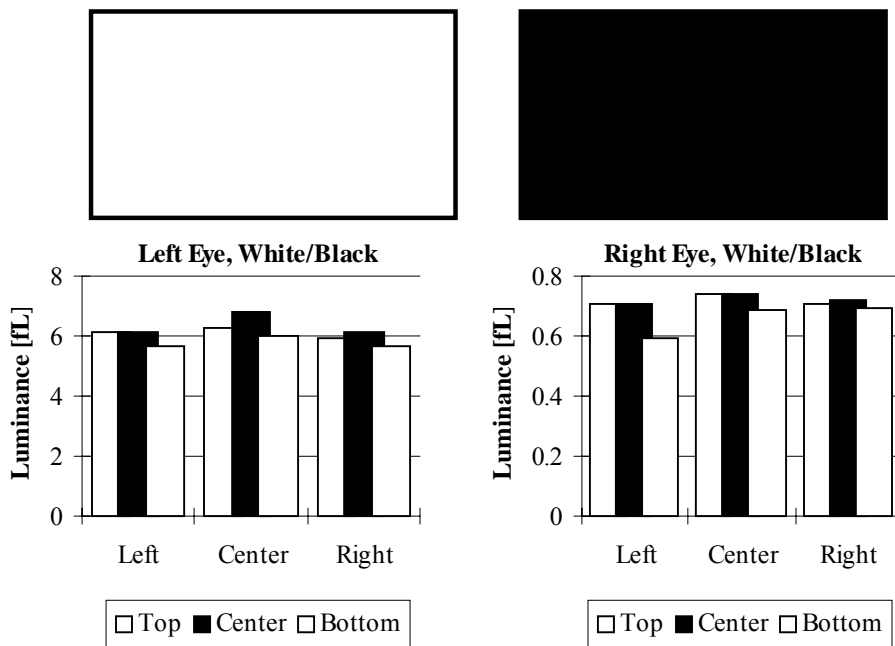 Left Eye, White/Black
Luminance [fL]
8
6
4
2
0
Left Center Right
Top Center Bottom
Right Eye, White/Black
Luminance [fL]
0.8
0.6
0.4
0.2
0
Left Center Right
Top Center Bottom